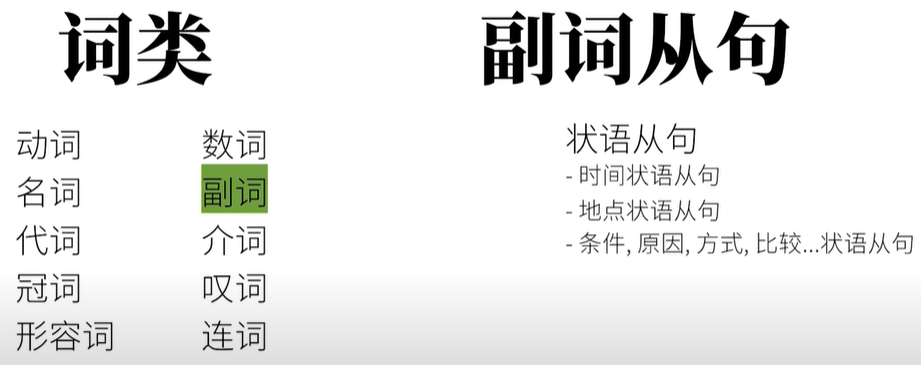 词类
动词
名词
代词
冠词
形容词
数词
副词
介词
叹词
连词
副词从句
状语从句
- 时间状语从句
- 地点状语从句
- 条件, 原因, 方式, 比较...状语从句